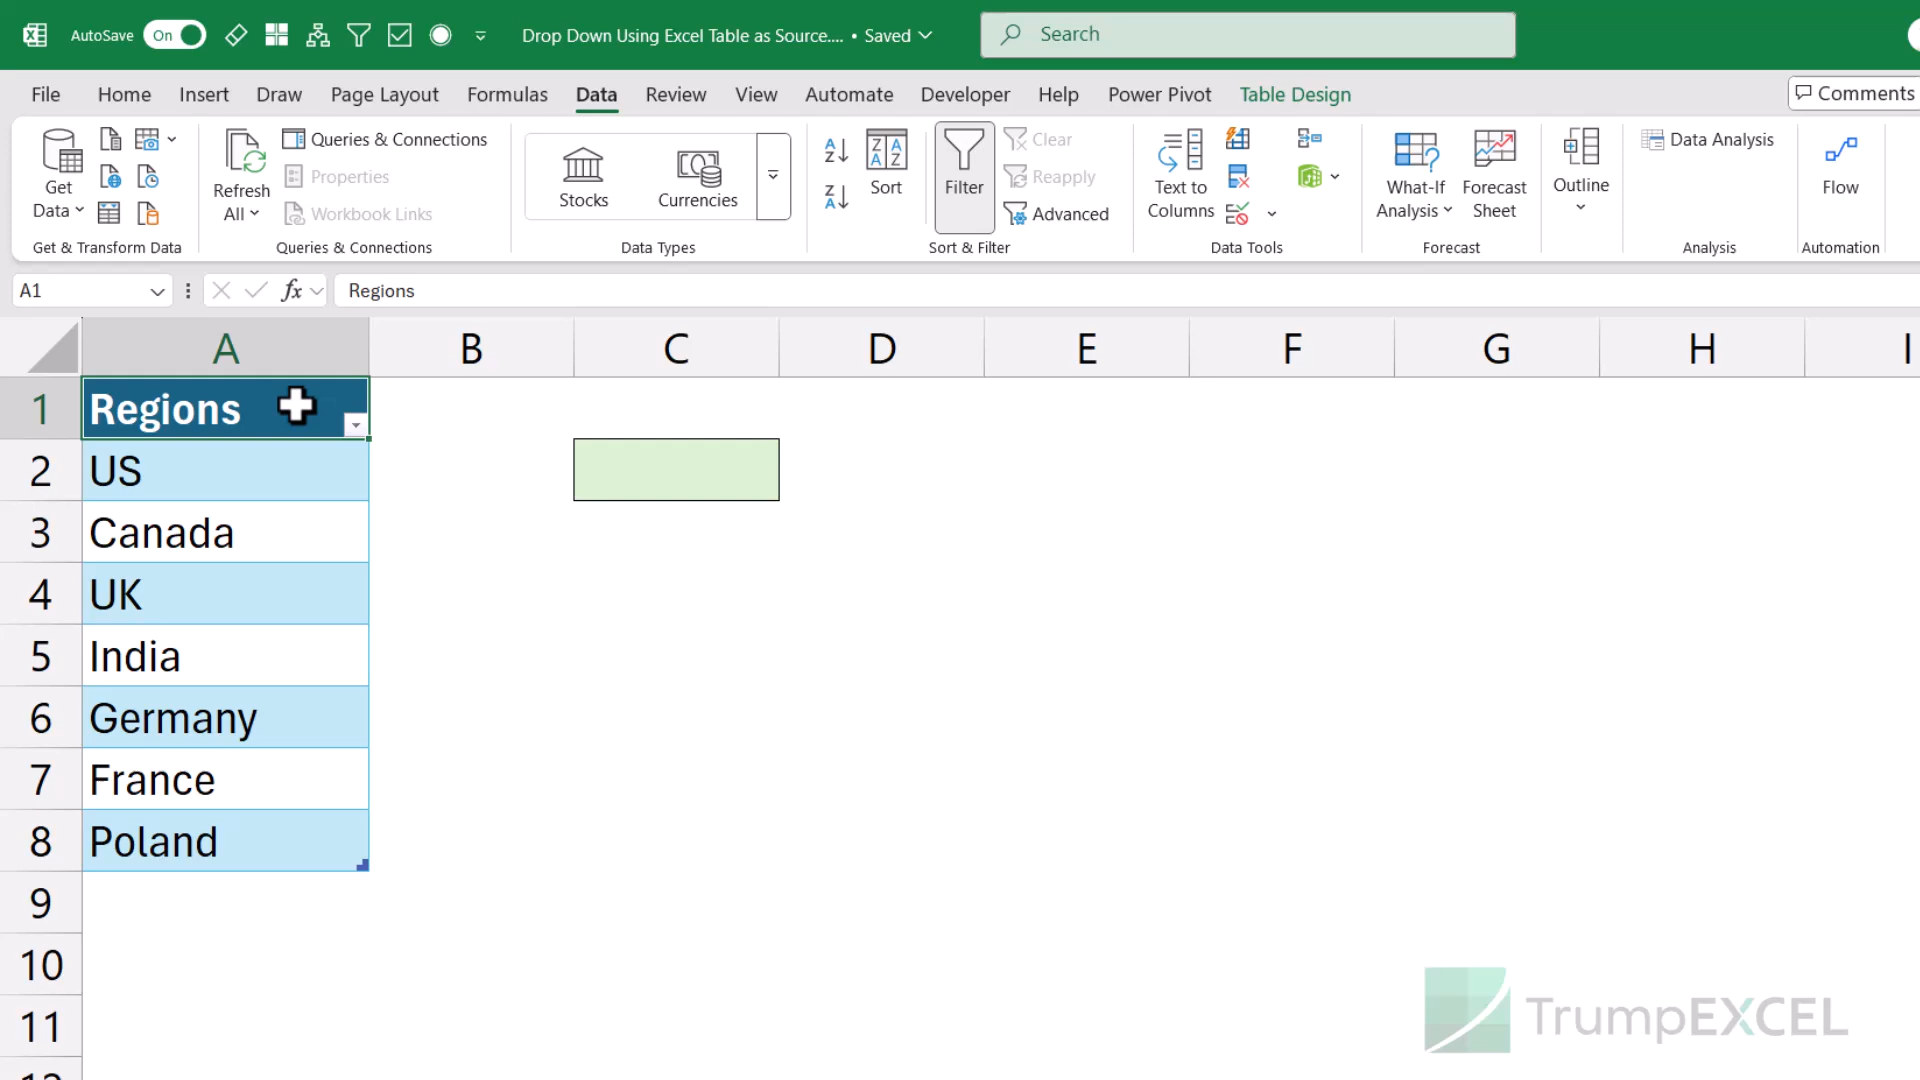 AutoSave On Drop Down Using Excel Table as Source.... • Saved Search
File Home Insert Draw Page Layout Formulas Data Review View Automate Developer Help Power Pivot Table Design Comments
Get Data
Refresh All
Queries & Connections
Properties
Workbook Links
Stocks
Currencies
Sort
Filter
Clear
Reapply
Advanced
Text to Columns
What-If Analysis
Forecast Sheet
Outline
Data Analysis
Flow
Get & Transform Data Queries & Connections Data Types Sort & Filter Data Tools Forecast Analysis Automation
A1 fx Regions
A B C D E F G H I
1 Regions
2 US
3 Canada
4 UK
5 India
6 Germany
7 France
8 Poland
9
10
11
12
TrumpEXCEL